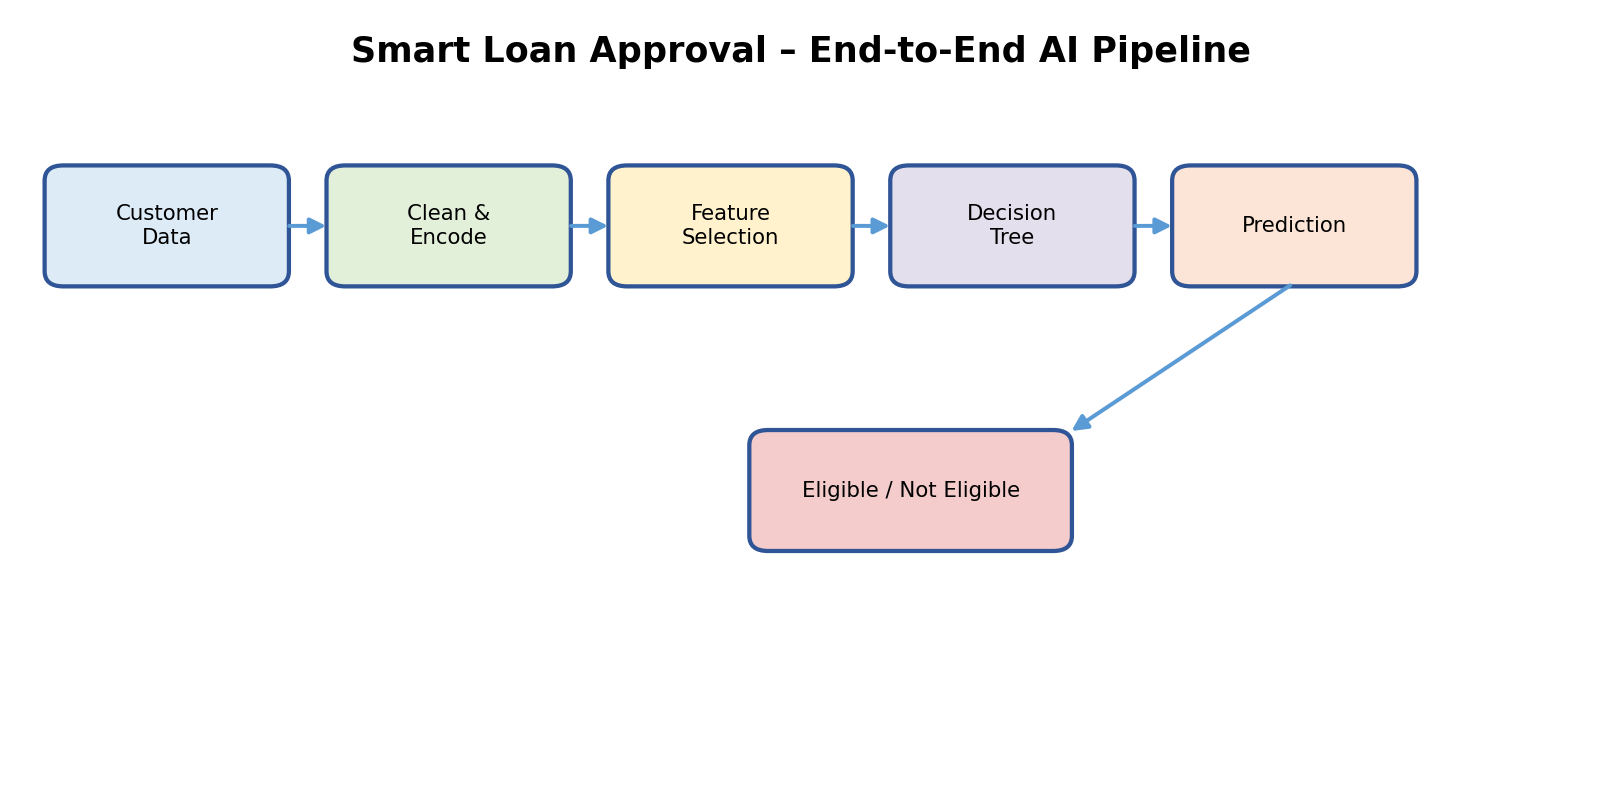 Smart Loan Approval – End-to-End AI Pipeline
Customer
Data
Clean &
Encode
Feature
Selection
Decision
Tree
Prediction
Eligible / Not Eligible